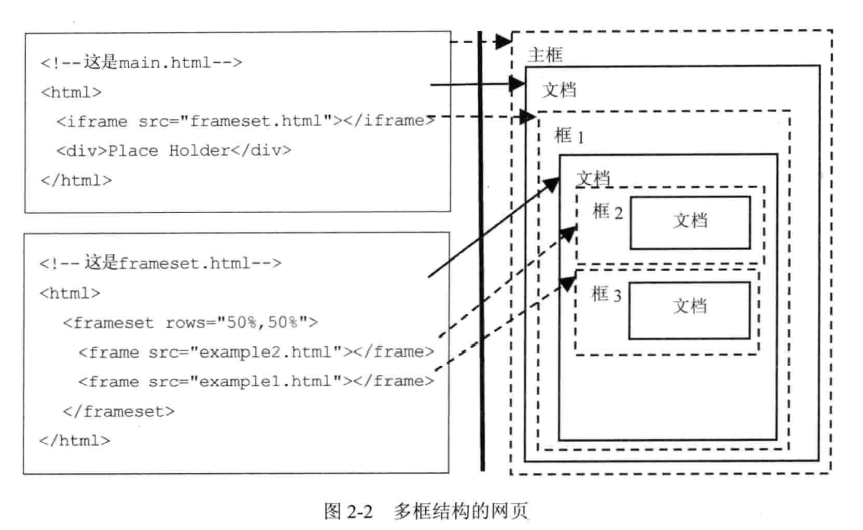 <!--这是main.html-->
<html>
<iframe src="frameset.html"></iframe>
<div>Place Holder</div>
</html>
<!--这是frameset.html-->
<html>
<frameset rows="50%,50%">
<frame src="example2.html"></frame>
<frame src="example1.html"></frame>
</frameset>
</html>
主框
文档
框 1
文档
框 2
文档
框 3
文档
图 2-2 多框结构的网页